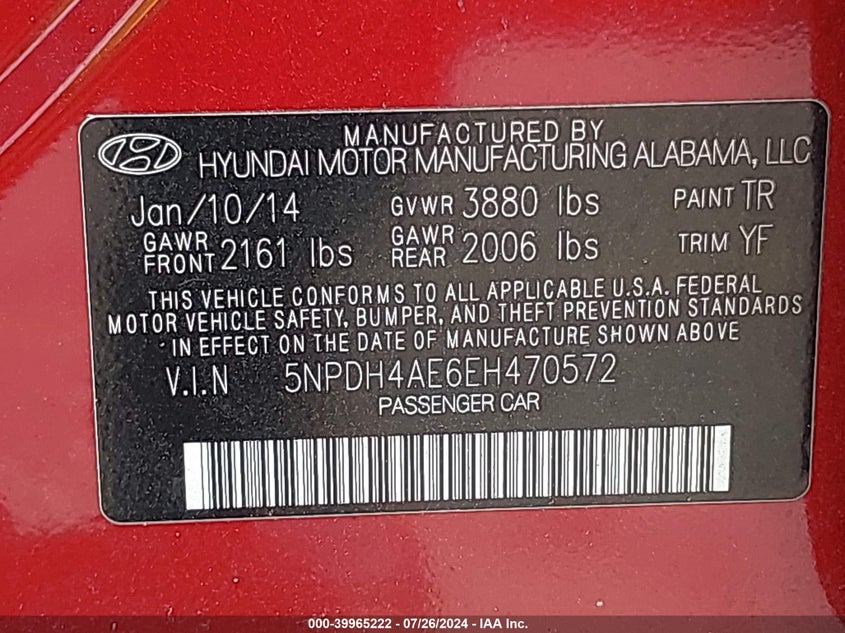 MANUFACTURED BY
HYUNDAI MOTOR MANUFACTURING ALABAMA, LLC
Jan/10/14 GVWR 3880 lbs PAINT TR
GAWR FRONT 2161 lbs GAWR REAR 2006 lbs TRIM YF
THIS VEHICLE CONFORMS TO ALL APPLICABLE U.S.A. FEDERAL
MOTOR VEHICLE SAFETY, BUMPER, AND THEFT PREVENTION STANDARDS
IN EFFECT ON THE DATE OF MANUFACTURE SHOWN ABOVE
V.I.N 5NPDH4AE6EH470572
PASSENGER CAR
000-39965222 - 07/26/2024 - IAA Inc.